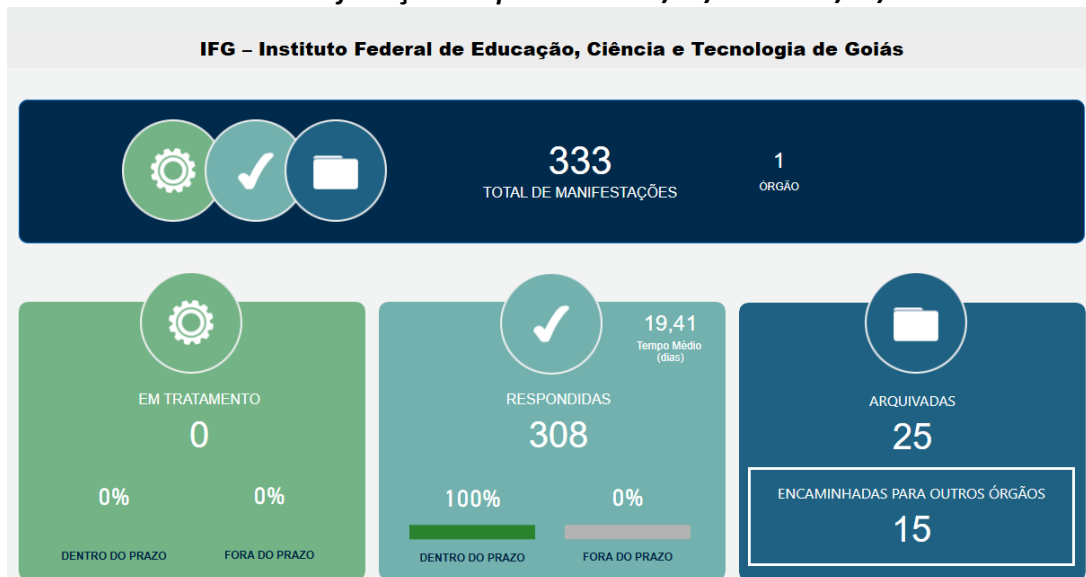 IFG – Instituto Federal de Educação, Ciência e Tecnologia de Goiás
333
TOTAL DE MANIFESTAÇÕES
1
ÓRGÃO
EM TRATAMENTO
0
0%
0%
DENTRO DO PRAZO
FORA DO PRAZO
19,41
Tempo Médio
(dias)
RESPONDIDAS
308
100%
0%
DENTRO DO PRAZO
FORA DO PRAZO
ARQUIVADAS
25
ENCAMINHADAS PARA OUTROS ÓRGÃOS
15